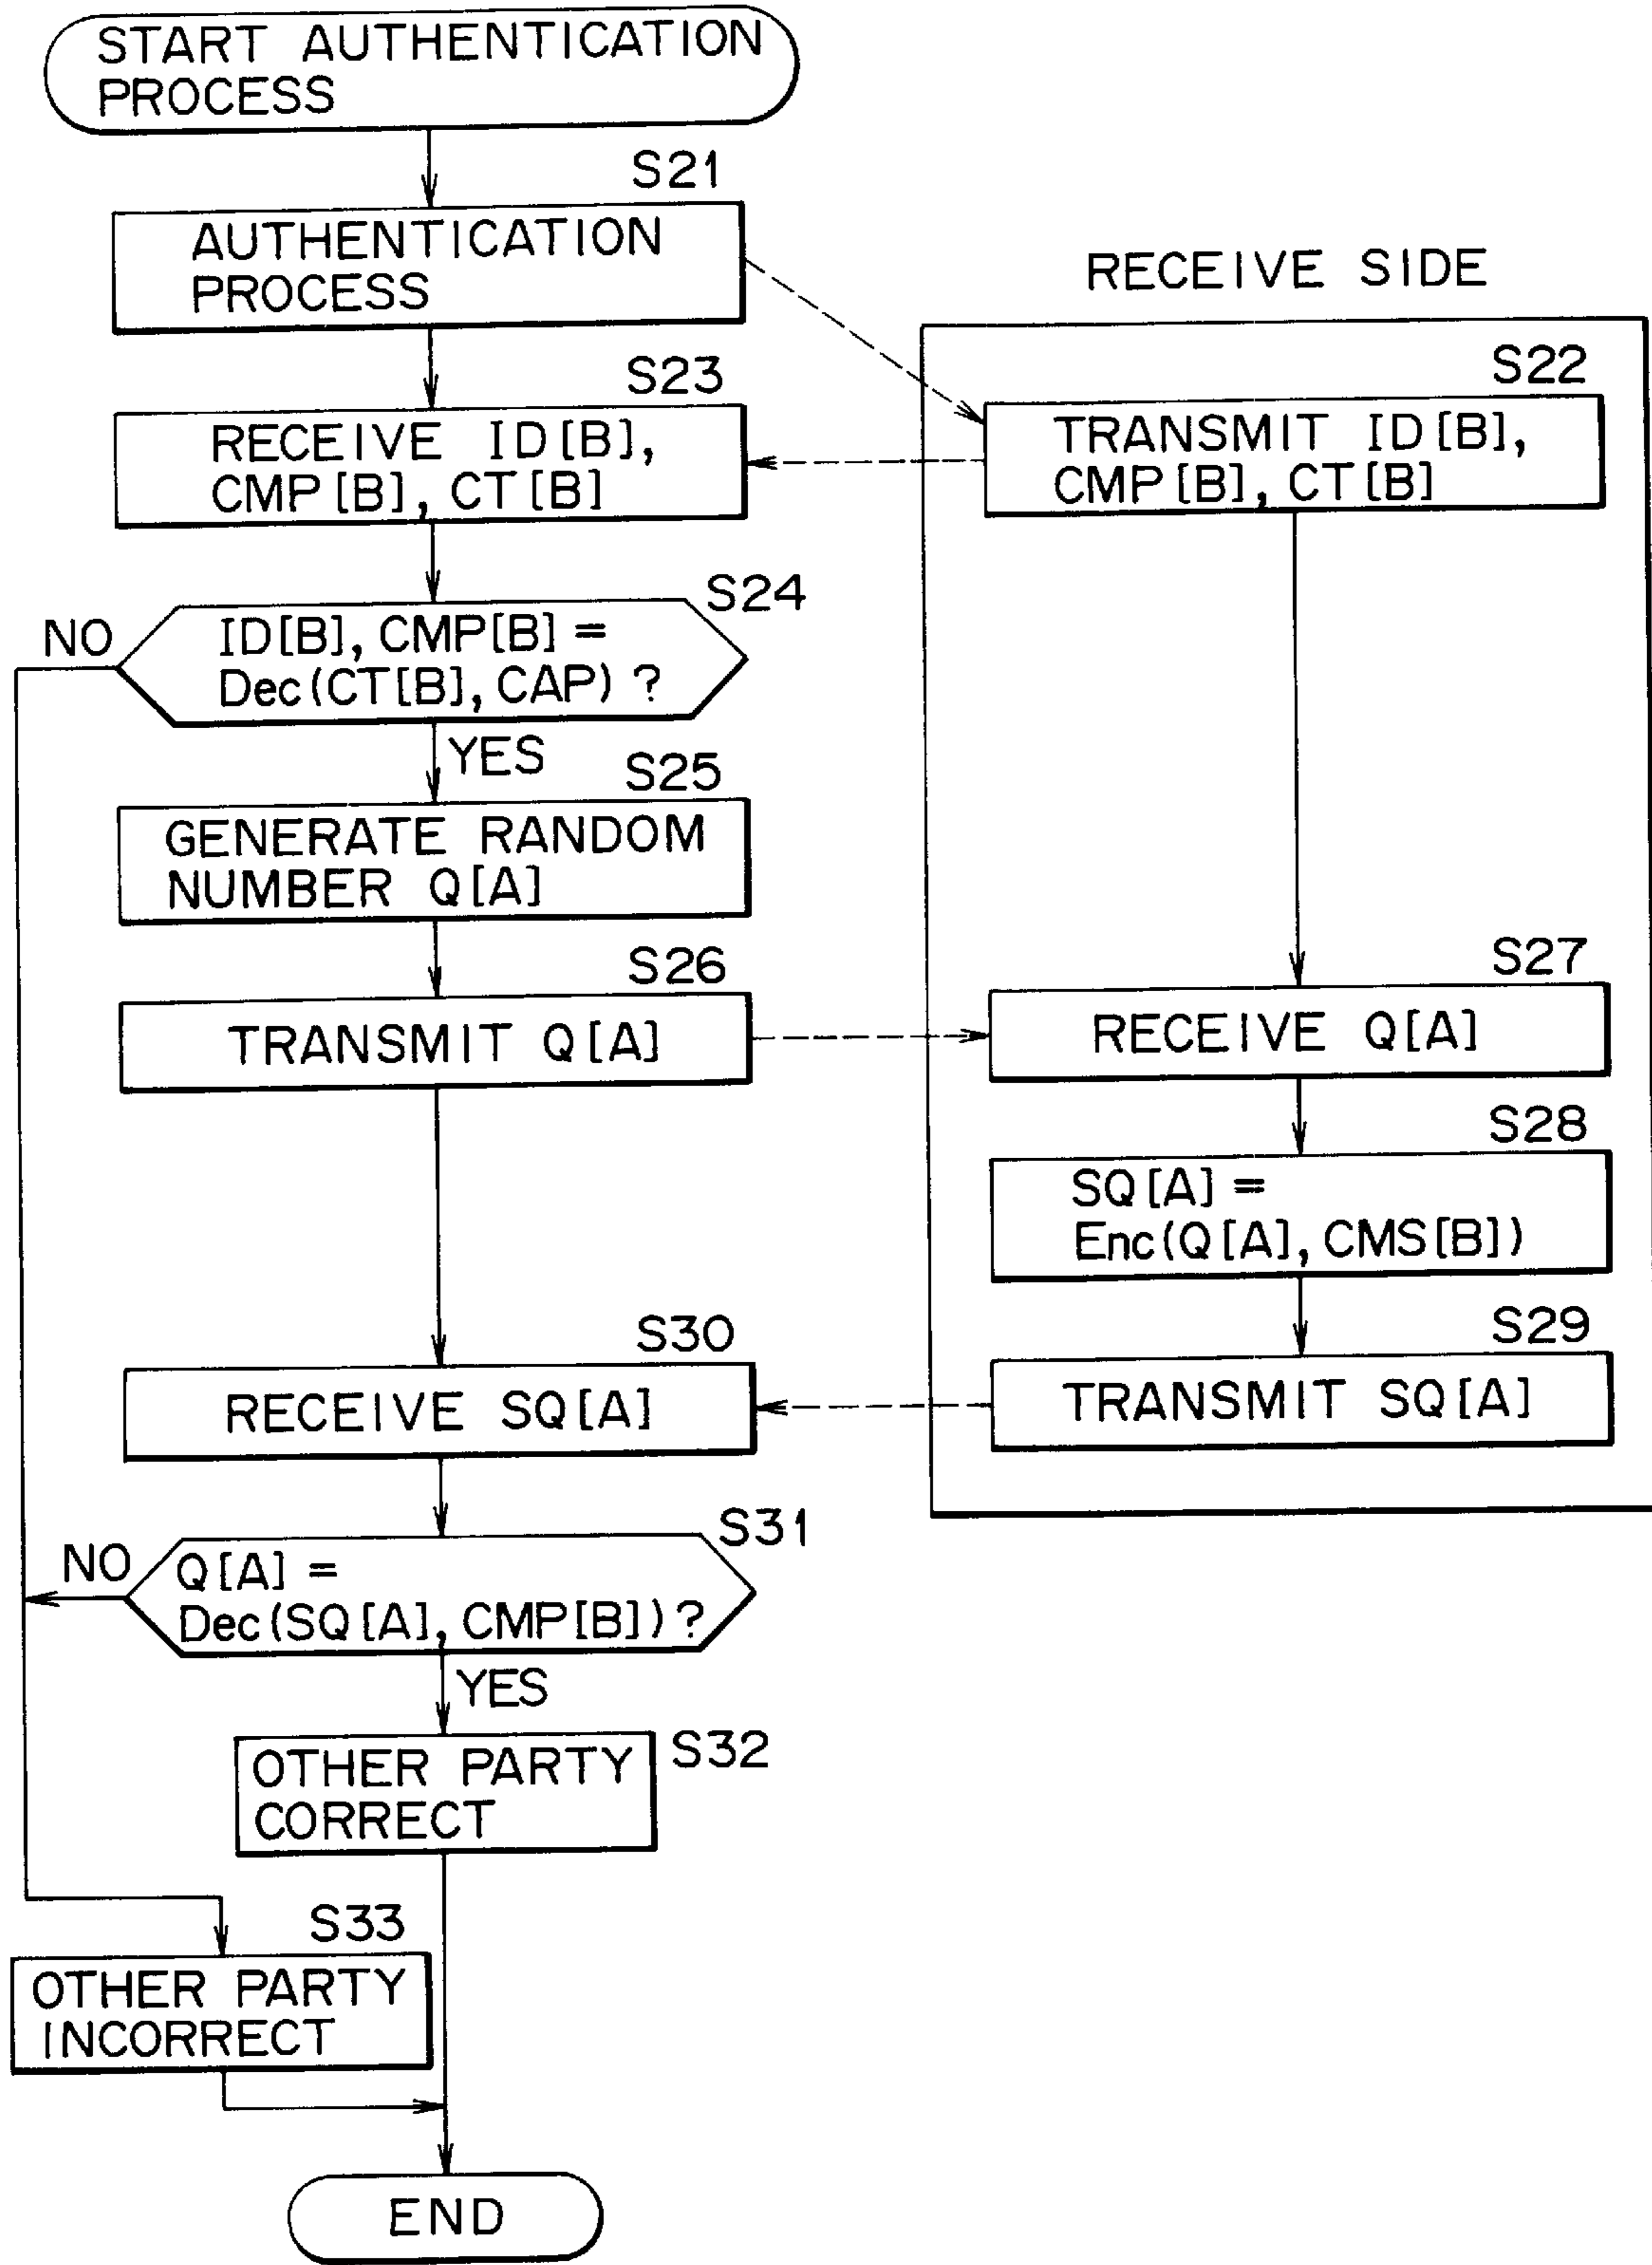 START AUTHENTICATION
PROCESS
S21
AUTHENTICATION
PROCESS
RECEIVE SIDE
S22
TRANSMIT ID[B],
CMP[B], CT[B]
S23
RECEIVE ID[B],
CMP[B], CT[B]
S24
NO
ID[B], CMP[B] =
Dec(CT[B], CAP) ?
YES
S25
GENERATE RANDOM
NUMBER Q[A]
S26
TRANSMIT Q[A]
S27
RECEIVE Q[A]
S28
SQ[A] =
Enc(Q[A], CMS[B])
S29
TRANSMIT SQ[A]
S30
RECEIVE SQ[A]
S31
NO
Q[A] =
Dec(SQ[A], CMP[B]) ?
YES
S32
OTHER PARTY
CORRECT
S33
OTHER PARTY
INCORRECT
END